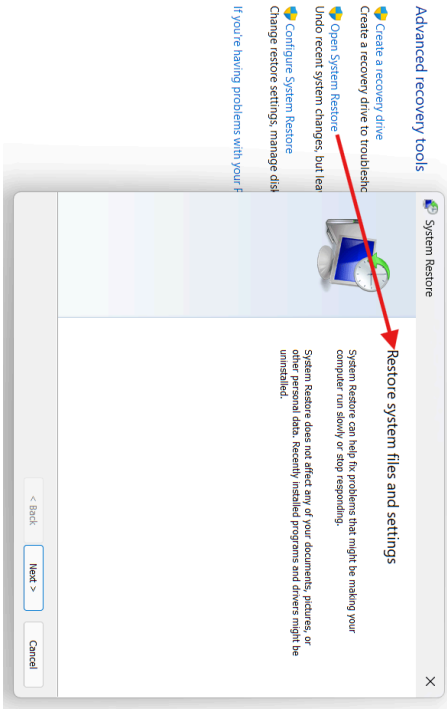 Advanced recovery tools
Create a recovery drive
Create a recovery drive to troublesho
Open System Restore
Undo recent system changes, but lea
Configure System Restore
Change restore settings, manage disk
If you're having problems with your P
System Restore
Restore system files and settings
System Restore can help fix problems that might be making your
computer run slowly or stop responding.
System Restore does not affect any of your documents, pictures, or
other personal data. Recently installed programs and drivers might be
uninstalled.
< Back
Next >
Cancel